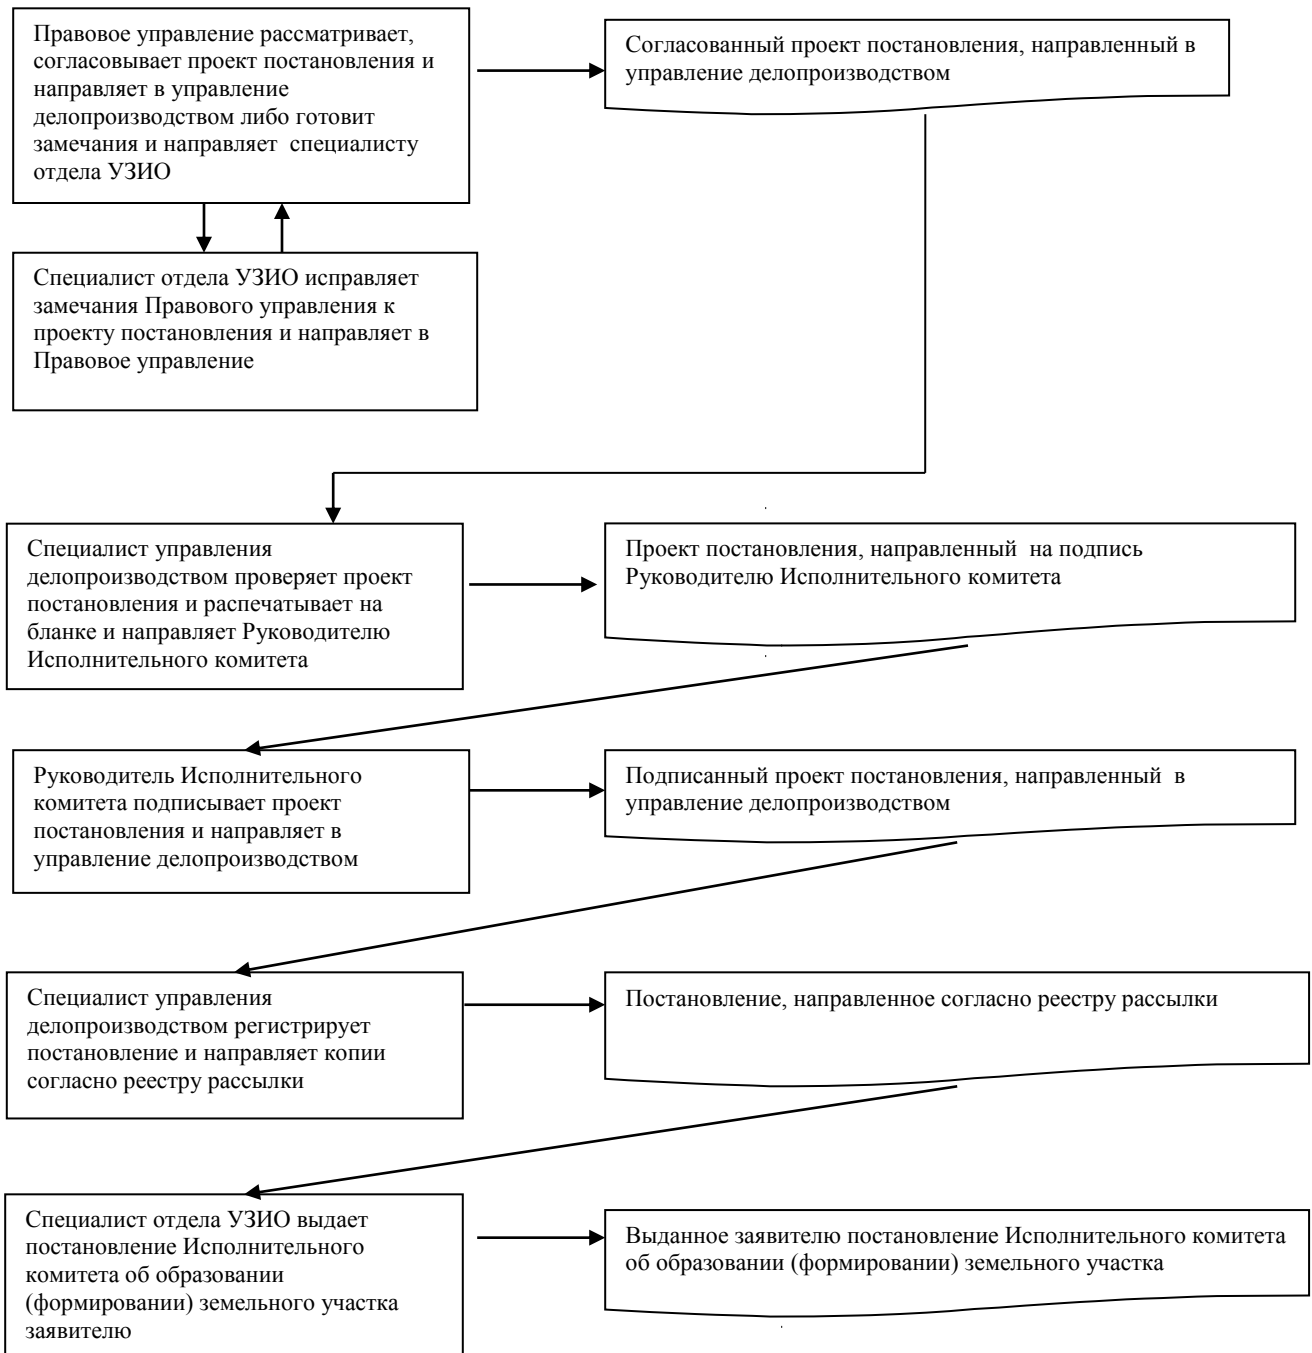 Правовое управление рассматривает,
согласовывает проект постановления и
направляет в управление
делопроизводством либо готовит
замечания и направляет  специалисту
отдела УЗИО
Согласованный проект постановления, направленный в
управление делопроизводством
Специалист отдела УЗИО исправляет
замечания Правового управления к
проекту постановления и направляет в
Правовое управление
Специалист управления
делопроизводством проверяет проект
постановления и распечатывает на
бланке и направляет Руководителю
Исполнительного комитета
Проект постановления, направленный  на подпись
Руководителю Исполнительного комитета
Руководитель Исполнительного
комитета подписывает проект
постановления и направляет в
управление делопроизводством
Подписанный проект постановления, направленный  в
управление делопроизводством
Специалист управления
делопроизводством регистрирует
постановление и направляет копии
согласно реестру рассылки
Постановление, направленное согласно реестру рассылки
Специалист отдела УЗИО выдает
постановление Исполнительного
комитета об образовании
(формировании) земельного участка
заявителю
Выданное заявителю постановление Исполнительного комитета
об образовании (формировании) земельного участка